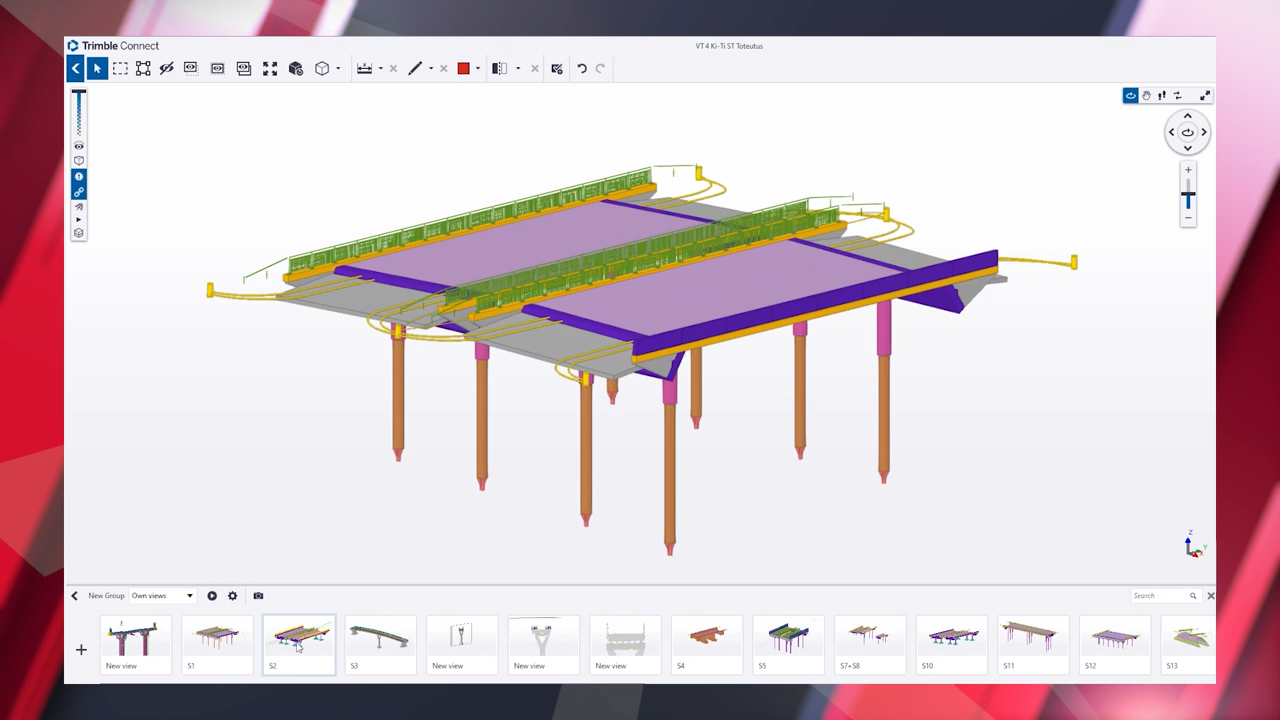 Trimble Connect
VT4 Ki-Ti ST Toteutus
Z
Y
New Group
Own views
Search
New view
S1
S2
S3
New view
New view
New view
S4
S5
S7+S8
S10
S11
S12
S13